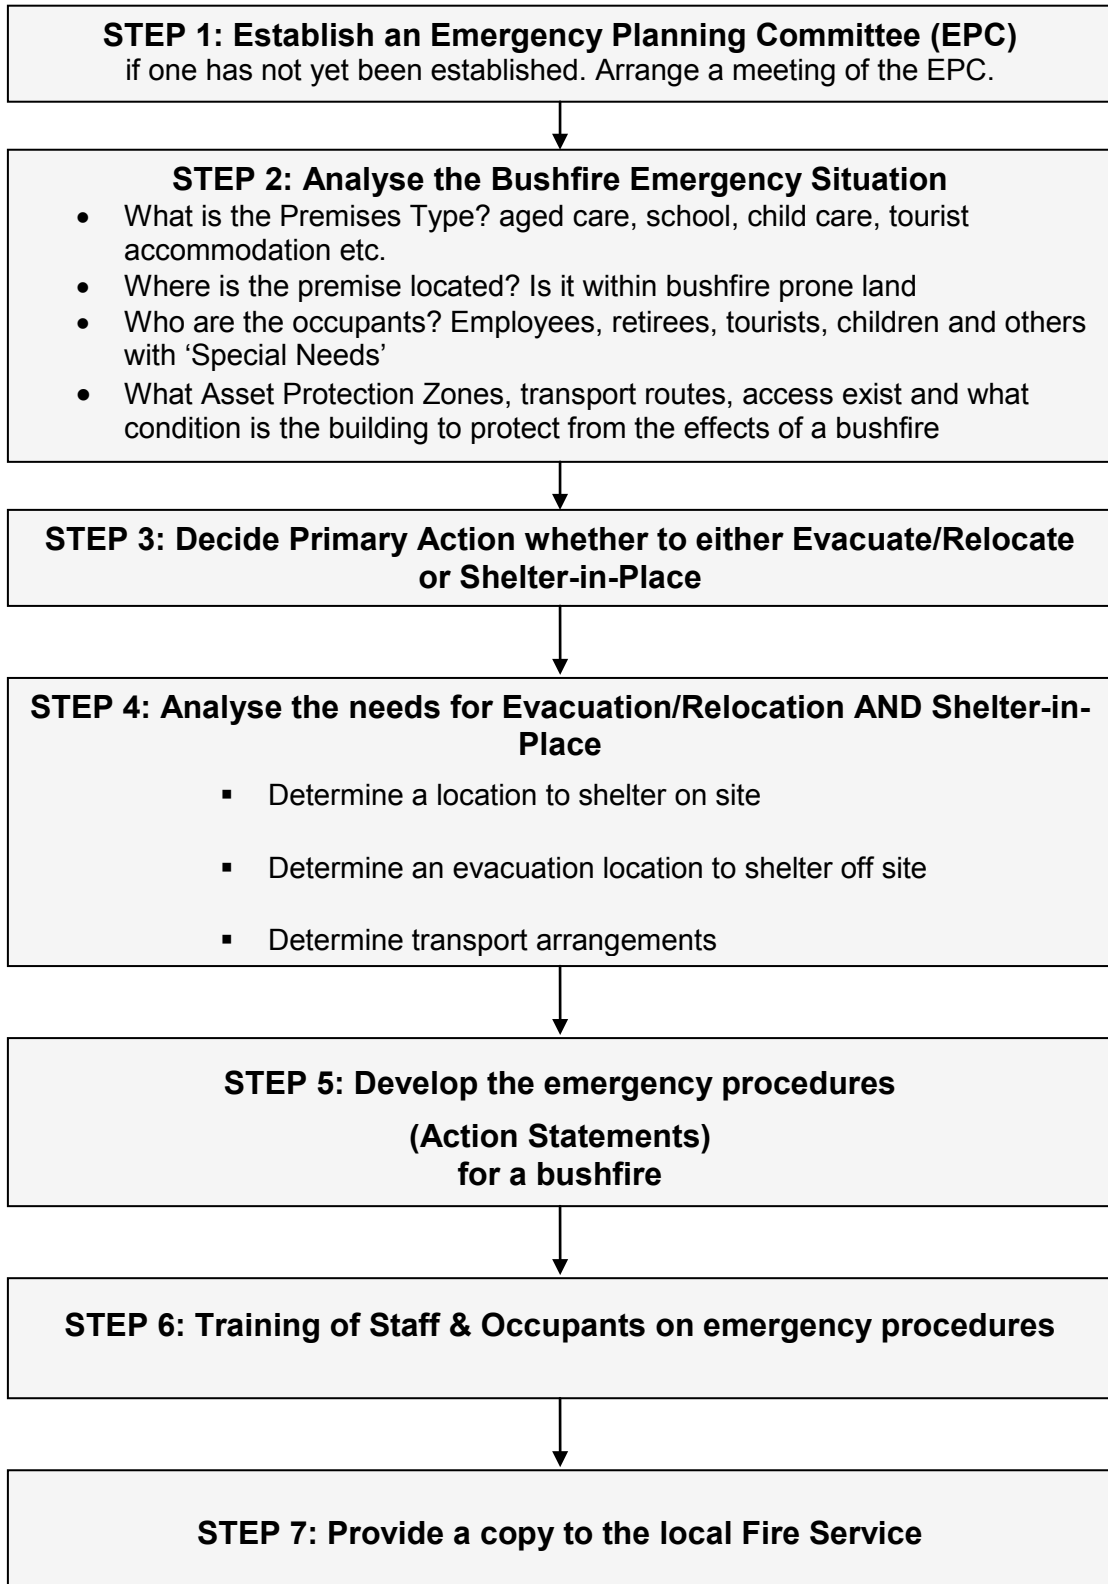 STEP 1: Establish an Emergency Planning Committee (EPC)
if one has not yet been established. Arrange a meeting of the EPC.
STEP 2: Analyse the Bushfire Emergency Situation
• What is the Premises Type? aged care, school, child care, tourist
accommodation etc.
• Where is the premise located? Is it within bushfire prone land
• Who are the occupants? Employees, retirees, tourists, children and others
with ‘Special Needs’
• What Asset Protection Zones, transport routes, access exist and what
condition is the building to protect from the effects of a bushfire
STEP 3: Decide Primary Action whether to either Evacuate/Relocate
or Shelter-in-Place
STEP 4: Analyse the needs for Evacuation/Relocation AND Shelter-in-
Place
▪ Determine a location to shelter on site
▪ Determine an evacuation location to shelter off site
▪ Determine transport arrangements
STEP 5: Develop the emergency procedures
(Action Statements)
for a bushfire
STEP 6: Training of Staff & Occupants on emergency procedures
STEP 7: Provide a copy to the local Fire Service